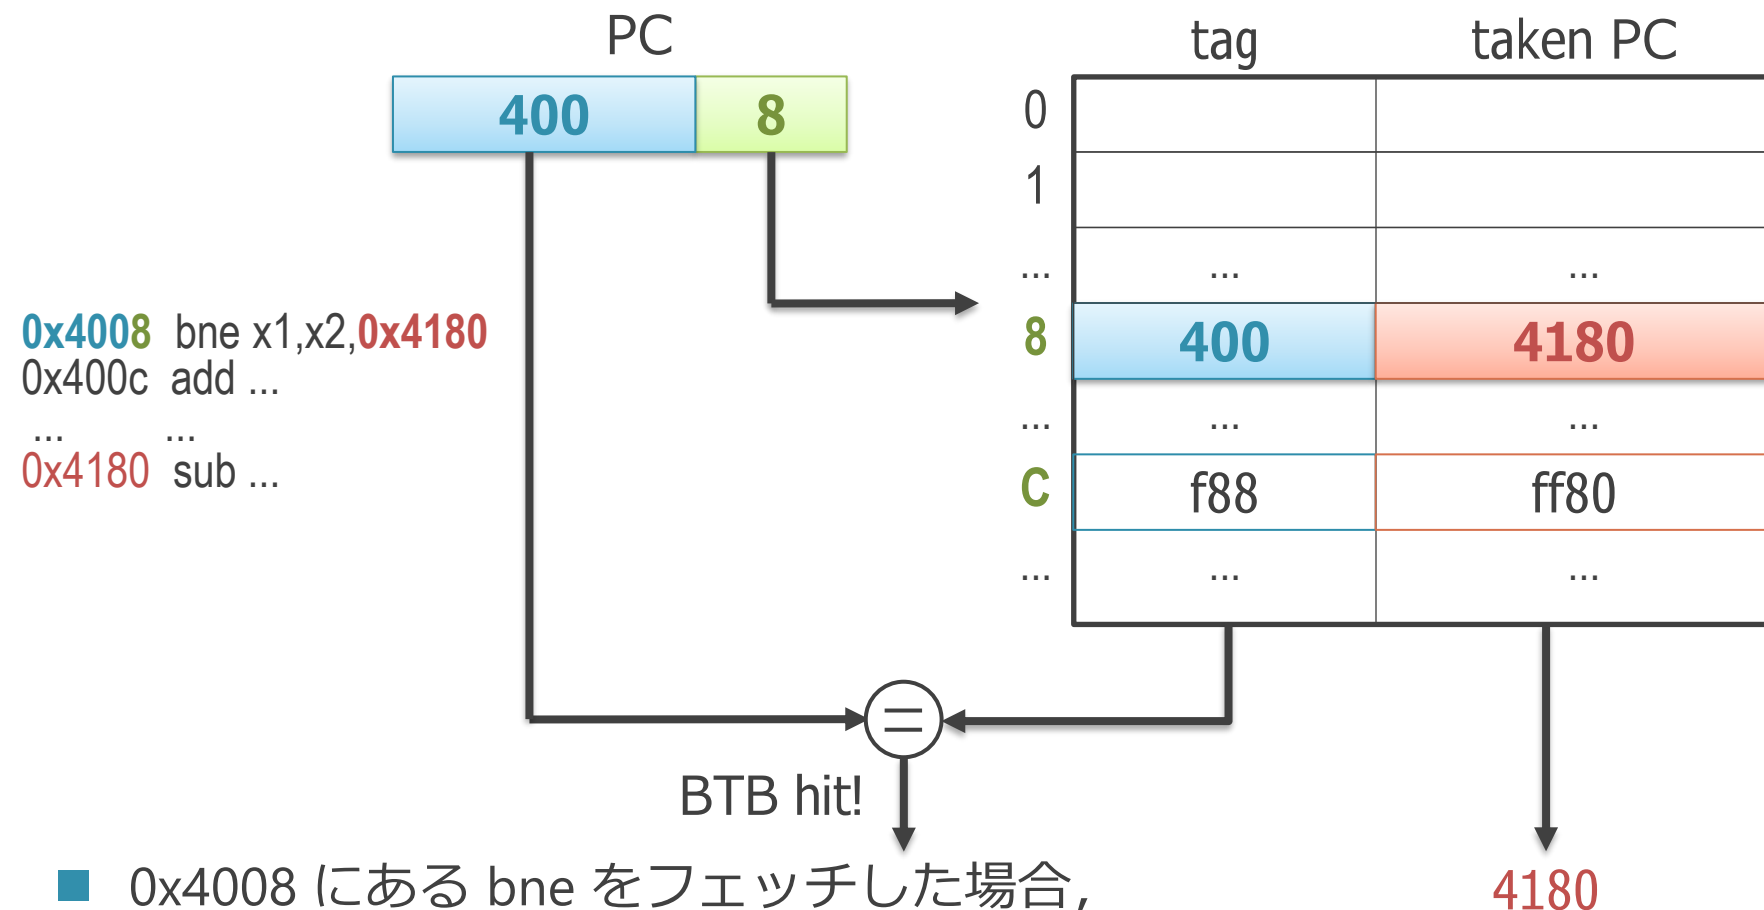 PC
400 8
tag taken PC
0
1
... ... ...
8 400 4180
... ... ...
C f88 ff80
... ... ...
0x4008 bne x1,x2,0x4180
0x400c add ...
... ...
0x4180 sub ...
=
BTB hit!
0x4008 にある bne をフェッチした場合,
4180